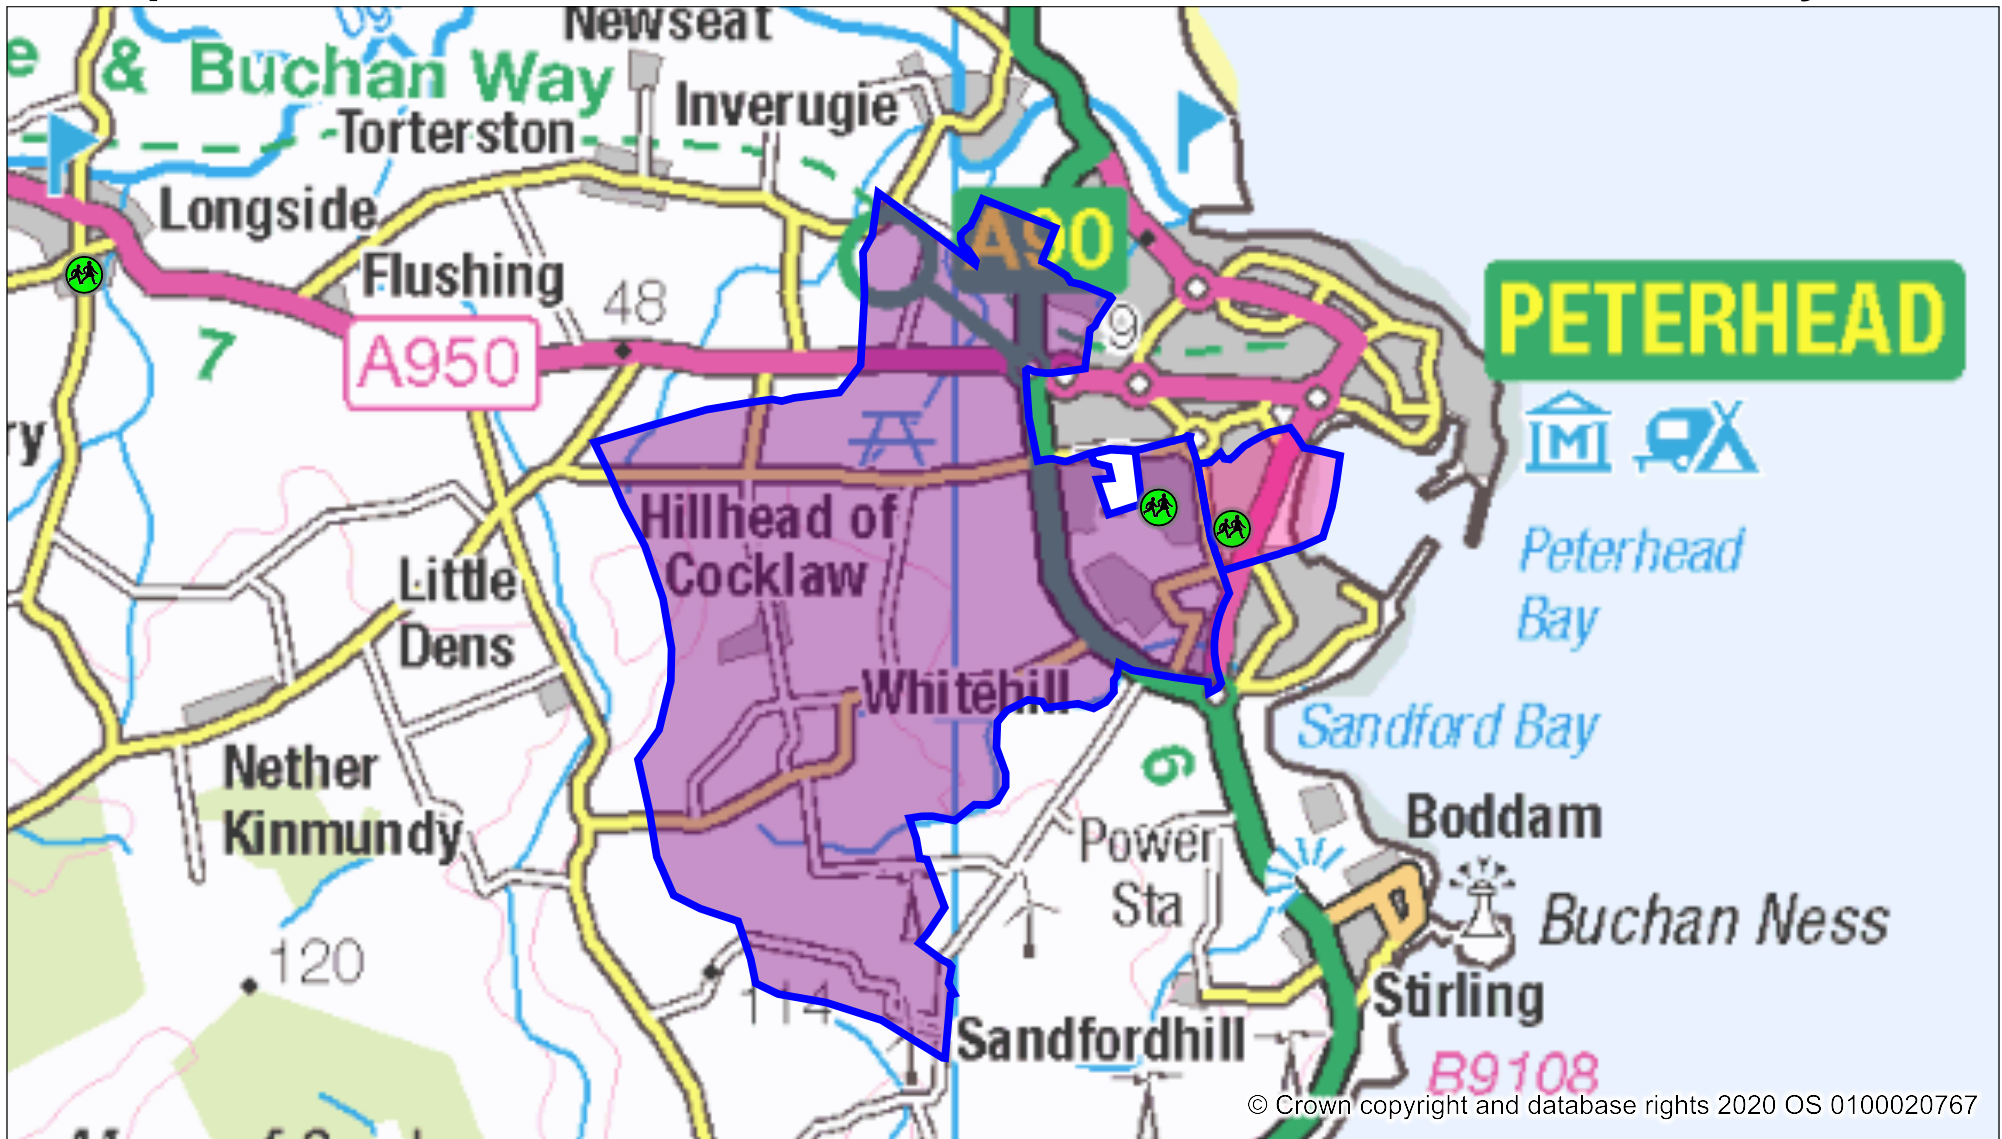 Newseat
e & Buchan Way
Inverugie
Torterston
Longside
A90
Flushing
48
9
PETERHEAD
7
A950
ry
Hillhead of
Cocklaw
Peterhead
Bay
Little
Dens
Whitehill
Sandford Bay
Nether
Kinmundy
6
Boddam
Power
Sta
Buchan Ness
120
114
Stirling
Sandfordhill
B9108
© Crown copyright and database rights 2020 OS 0100020767